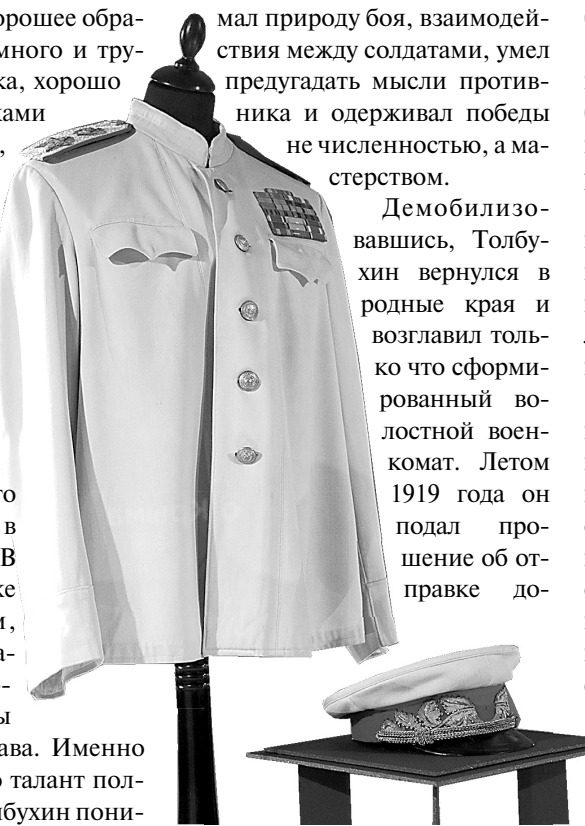 орошее обра-
много и тру-
ка, хорошо
ками
,
го
в
В
ке
м,
а-
-
ы
ава. Именно
талант пол-
лбухин пони-
мал природу боя, взаимодей-
ствия между солдатами, умел
предугадать мысли против-
ника и одерживал победы
не численностью, а ма-
стерством.
Демобилизо-
вавшись, Толбу-
хин вернулся в
родные края и
возглавил толь-
ко что сформи-
рованный во-
лостной воен-
комат. Летом
1919 года он
подал про-
шение об от-
правке до-